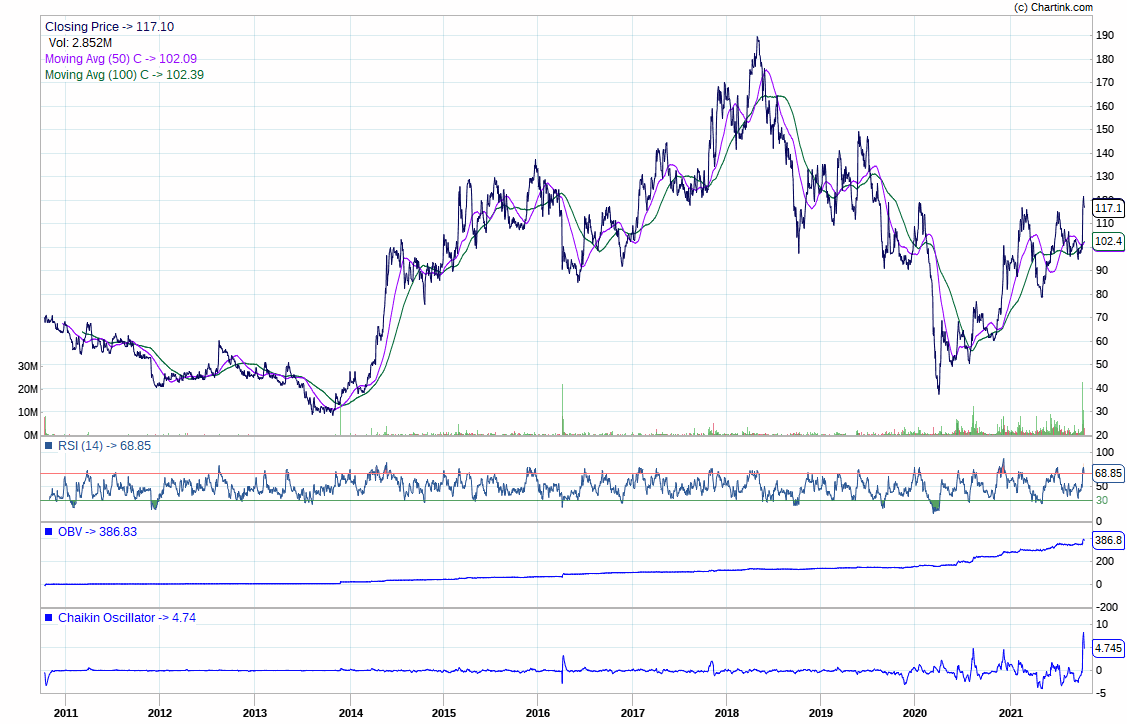 (c) Chartink.com
Closing Price -> 117.10
Vol: 2.852M
Moving Avg (50) C -> 102.09
Moving Avg (100) C -> 102.39
190
180
170
160
150
140
130
117.1
110
102.4
90
80
70
60
50
40
30
20
30M
20M
10M
0M
RSI (14) -> 68.85
100
68.85
50
30
0
OBV -> 386.83
386.8
200
0
-200
Chaikin Oscillator -> 4.74
10
4.745
0
-5
2011 2012 2013 2014 2015 2016 2017 2018 2019 2020 2021